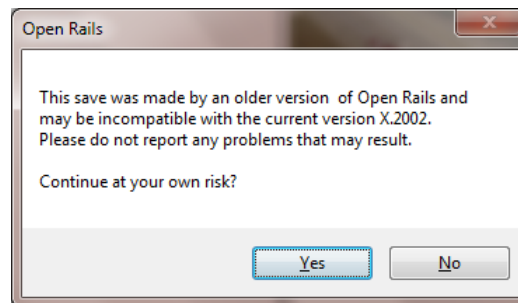 Open Rails
This save was made by an older version  of Open Rails and
may be incompatible with the current version X.2002.
Please do not report any problems that may result.
Continue at your own risk?
Yes
No